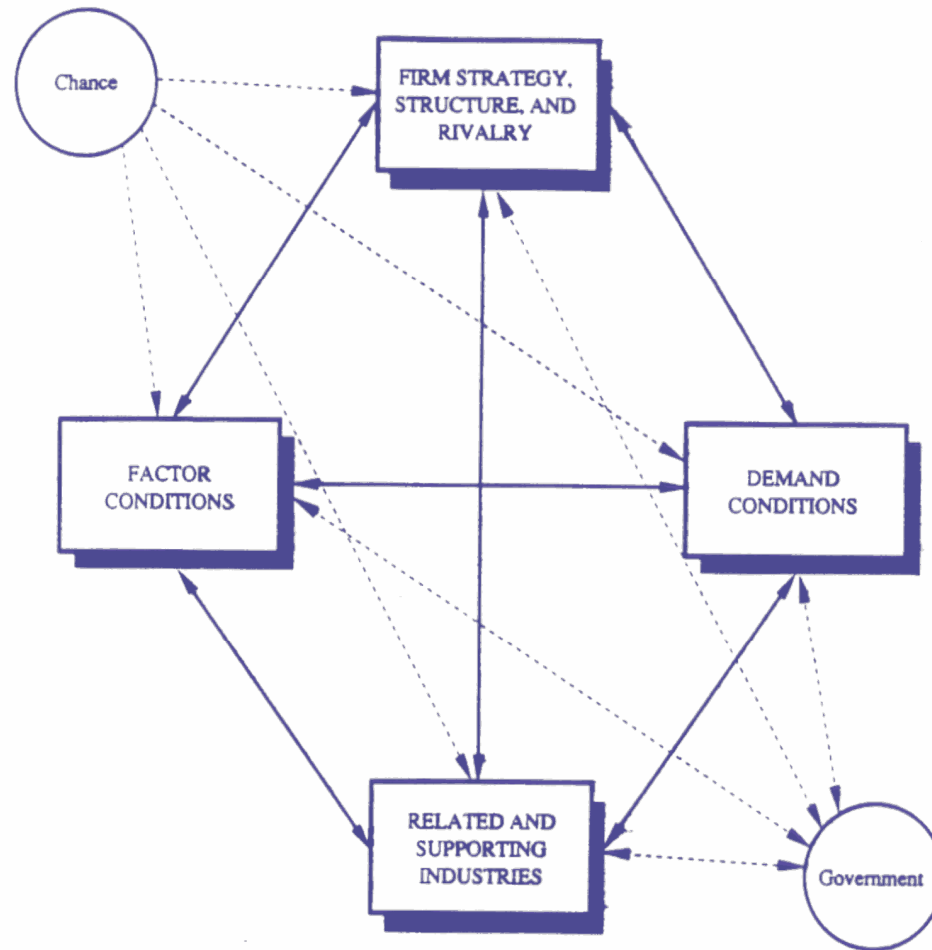 Chance
FIRM STRATEGY,
STRUCTURE, AND
RIVALRY
FACTOR
CONDITIONS
DEMAND
CONDITIONS
RELATED AND
SUPPORTING
INDUSTRIES
Government